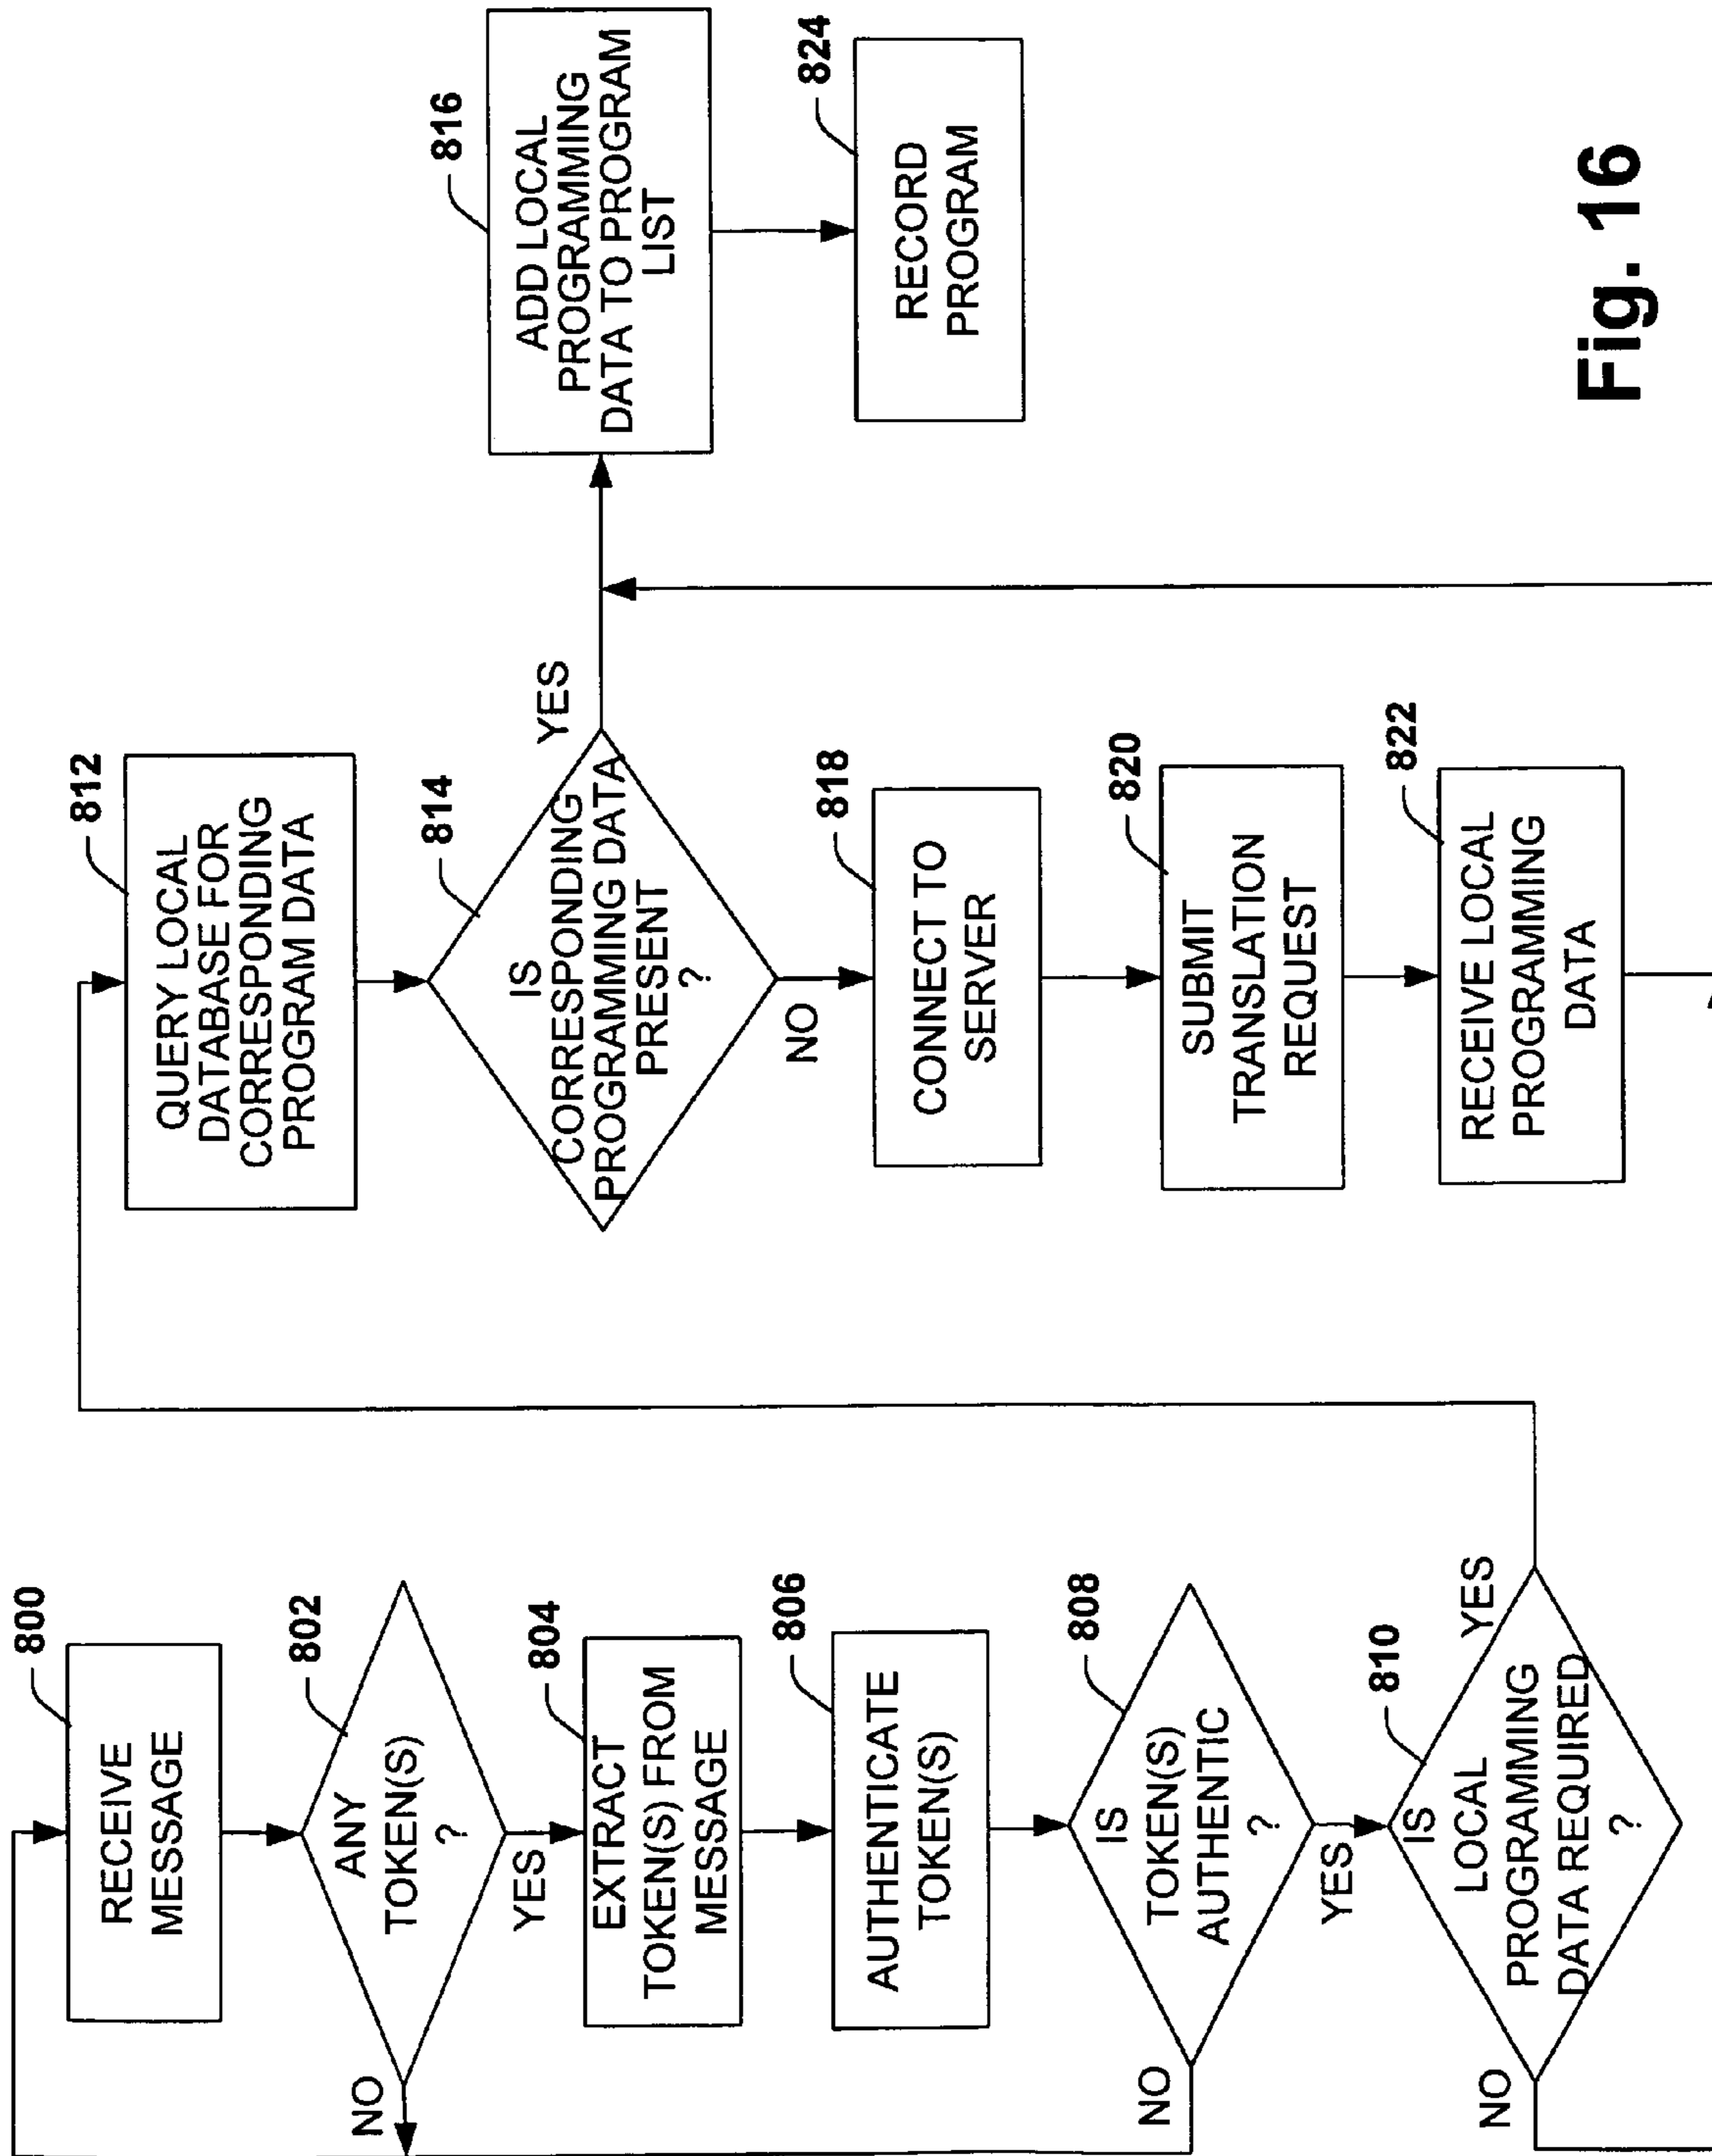 800
RECEIVE
MESSAGE
802
ANY
TOKEN(S)
?
NO
YES
804
EXTRACT
TOKEN(S) FROM
MESSAGE
806
AUTHENTICATE
TOKEN(S)
808
IS
TOKEN(S)
AUTHENTIC
?
NO
YES
810
IS
LOCAL
PROGRAMMING
DATA REQUIRED
?
NO
YES
812
QUERY LOCAL
DATABASE FOR
CORRESPONDING
PROGRAM DATA
814
IS
CORRESPONDING
PROGRAMMING DATA
PRESENT
?
YES
NO
818
CONNECT TO
SERVER
820
SUBMIT
TRANSLATION
REQUEST
822
RECEIVE LOCAL
PROGRAMMING
DATA
816
ADD LOCAL
PROGRAMMING
DATA TO PROGRAM
LIST
824
RECORD
PROGRAM
Fig. 16